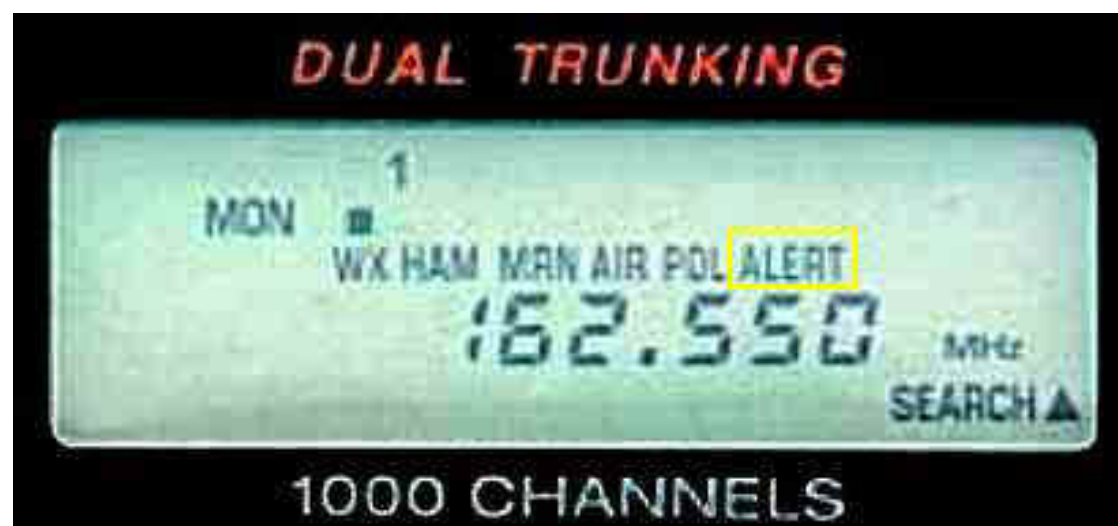 DUAL TRUNKING
1
MON
WX HAM MRN AIR POL ALERT
162.550 MHz
SEARCH ▲
1000 CHANNELS